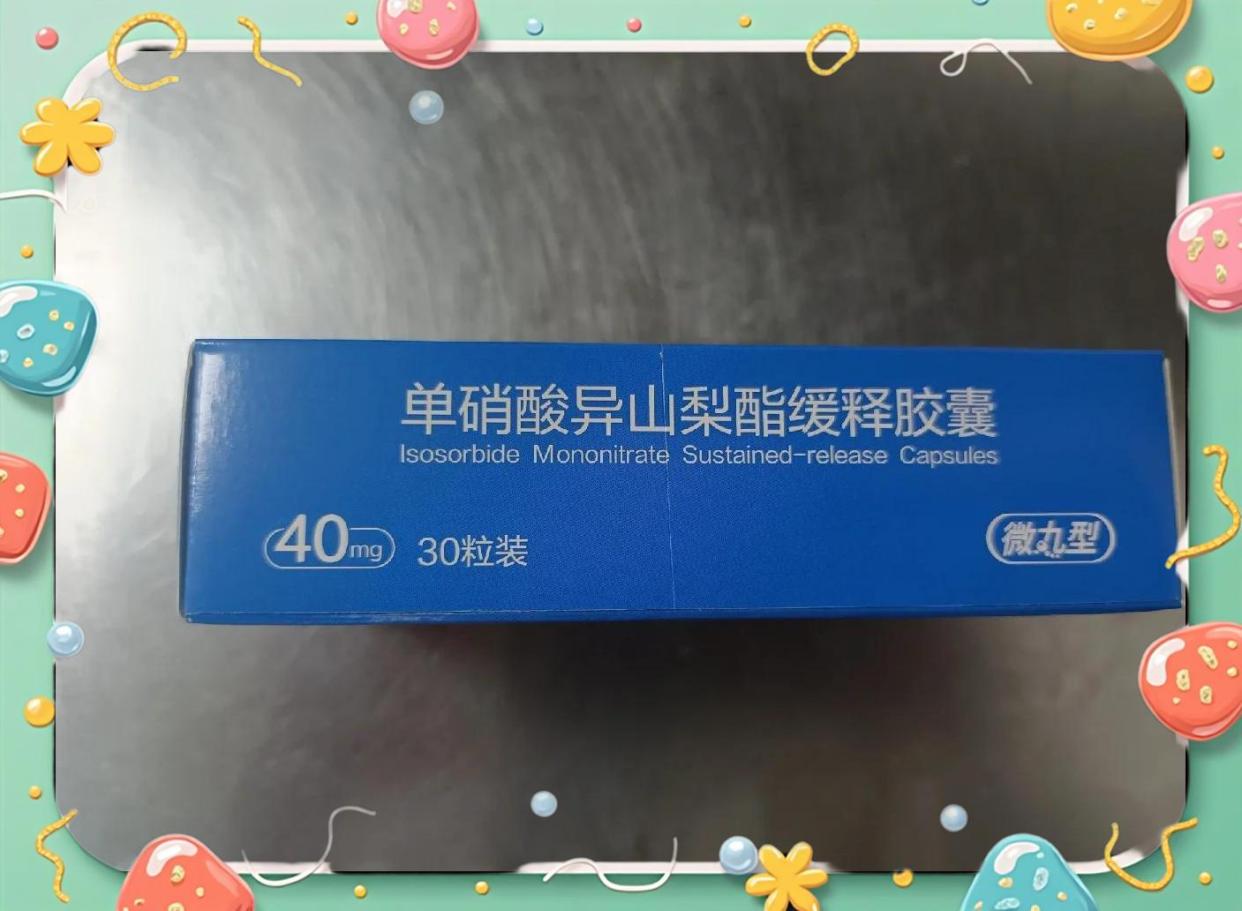 单硝酸异山梨酯缓释胶囊
Isosorbide Mononitrate Sustained-release Capsules
40mg 30粒装
微丸型